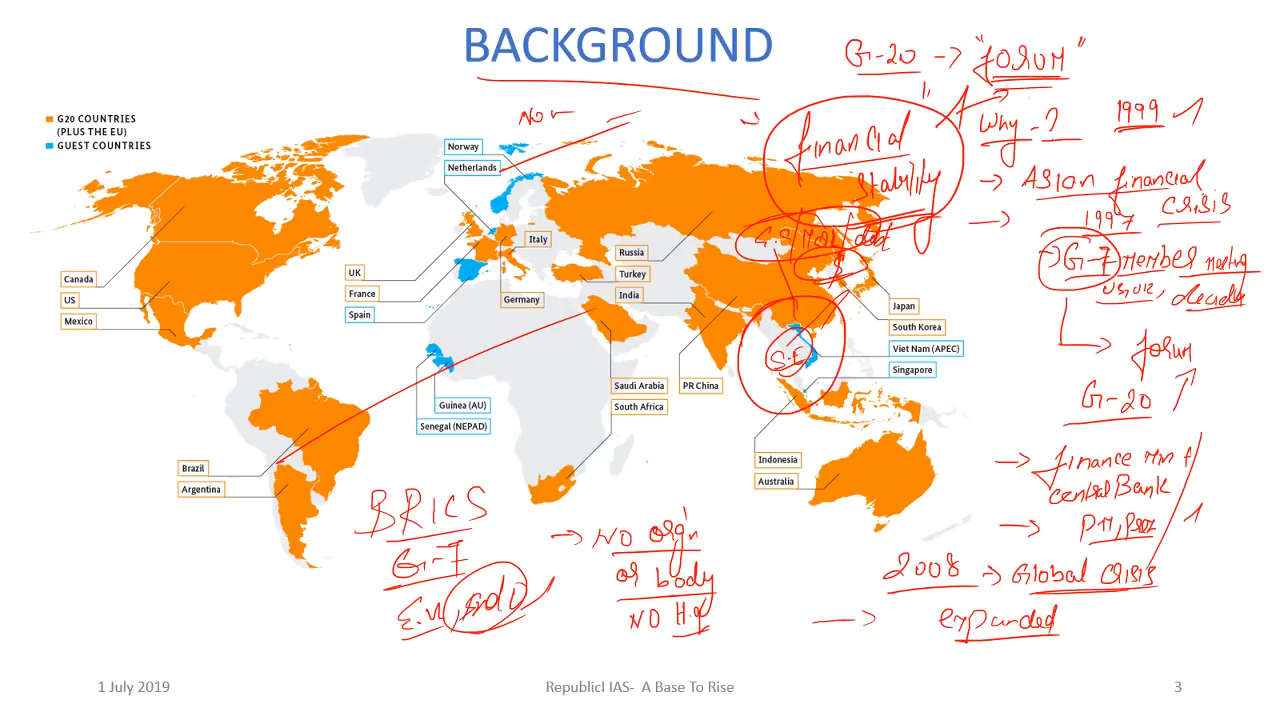 BACKGROUND
G-20 -> "FORUM"
G20 COUNTRIES
(PLUS THE EU)
GUEST COUNTRIES
Why - ? 1999
financial
stability
-> ASIAN financial
CRISIS
1997
-> G-7 member meeting
decided
-> forum
G-20
-> finance
central Bank
-> PM,
2008 -> Global CRISIS
-> expanded
Norway
Netherlands
Italy
Russia
UK
Turkey
France
India
Germany
Spain
Canada
US
Mexico
Japan
South Korea
Viet Nam (APEC)
Singapore
S.E
Saudi Arabia
PR China
South Africa
Guinea (AU)
Senegal (NEPAD)
Brazil
Argentina
Indonesia
Australia
BRICS
G-7
-> NO orgn
or body
NO H.q
1 July 2019
RepublicI IAS- A Base To Rise
3